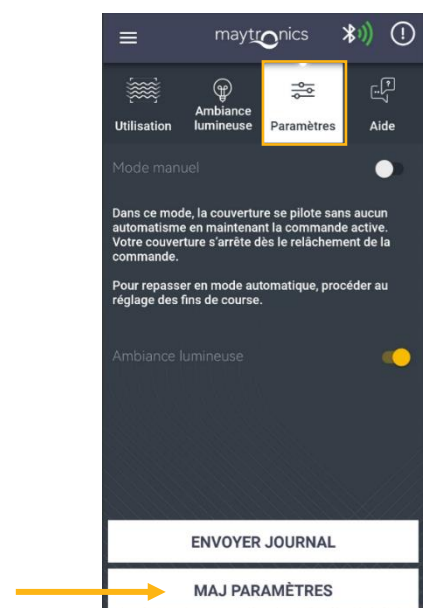 maytronics
Utilisation
Ambiance
lumineuse
Paramètres
Aide
Mode manuel
Dans ce mode, la couverture se pilote sans aucun
automatisme en maintenant la commande active.
Votre couverture s'arrête dès le relâchement de la
commande.
Pour repasser en mode automatique, procéder au
réglage des fins de course.
Ambiance lumineuse
ENVOYER JOURNAL
MAJ PARAMÈTRES